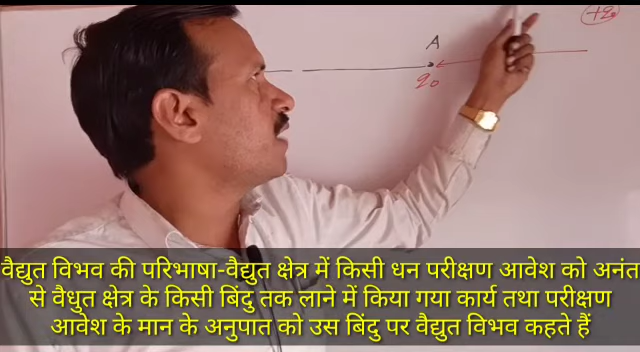 +q₀
A
q₀
वैद्युत विभव की परिभाषा-वैद्युत क्षेत्र में किसी धन परीक्षण आवेश को अनंत
से वैधुत क्षेत्र के किसी बिंदु तक लाने में किया गया कार्य तथा परीक्षण
आवेश के मान के अनुपात को उस बिंदु पर वैद्युत विभव कहते हैं